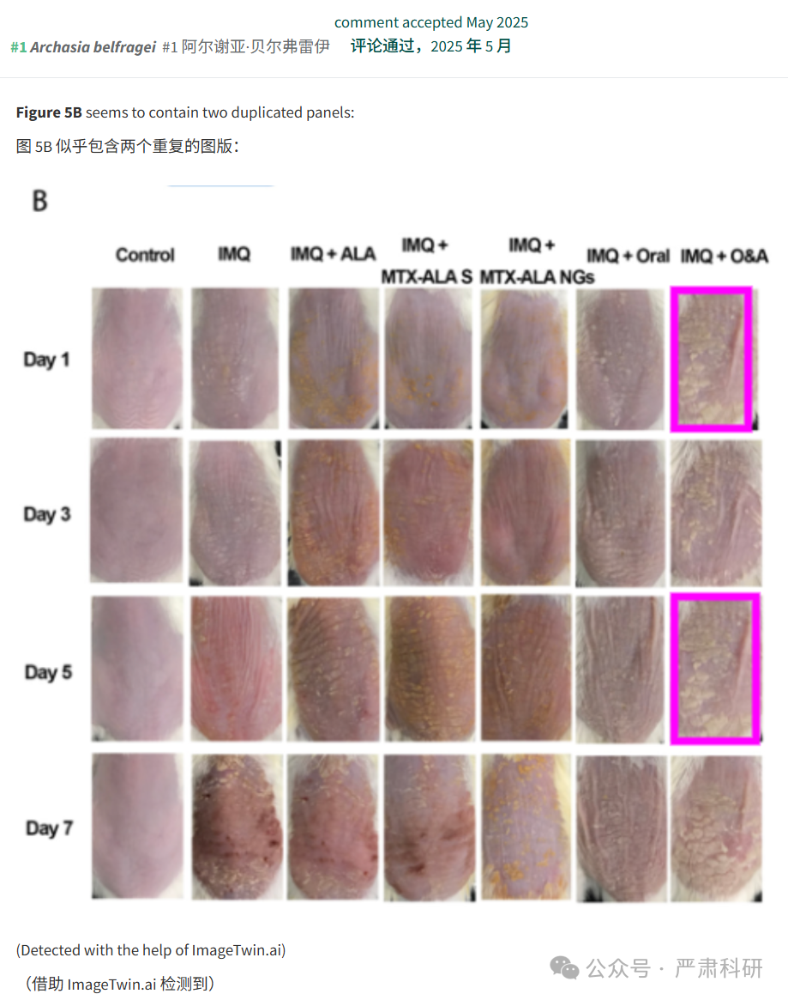 comment accepted May 2025
#1 Archasia belfragei #1 阿尔谢亚·贝尔弗雷伊 评论通过，2025 年 5 月
Figure 5B seems to contain two duplicated panels:
图 5B 似乎包含两个重复的图版：
B
Control IMQ IMQ + ALA IMQ + MTX-ALA S IMQ + MTX-ALA NGs IMQ + Oral IMQ + O&A
Day 1
Day 3
Day 5
Day 7
(Detected with the help of ImageTwin.ai)
（借助 ImageTwin.ai 检测到）
公众号 · 严肃科研